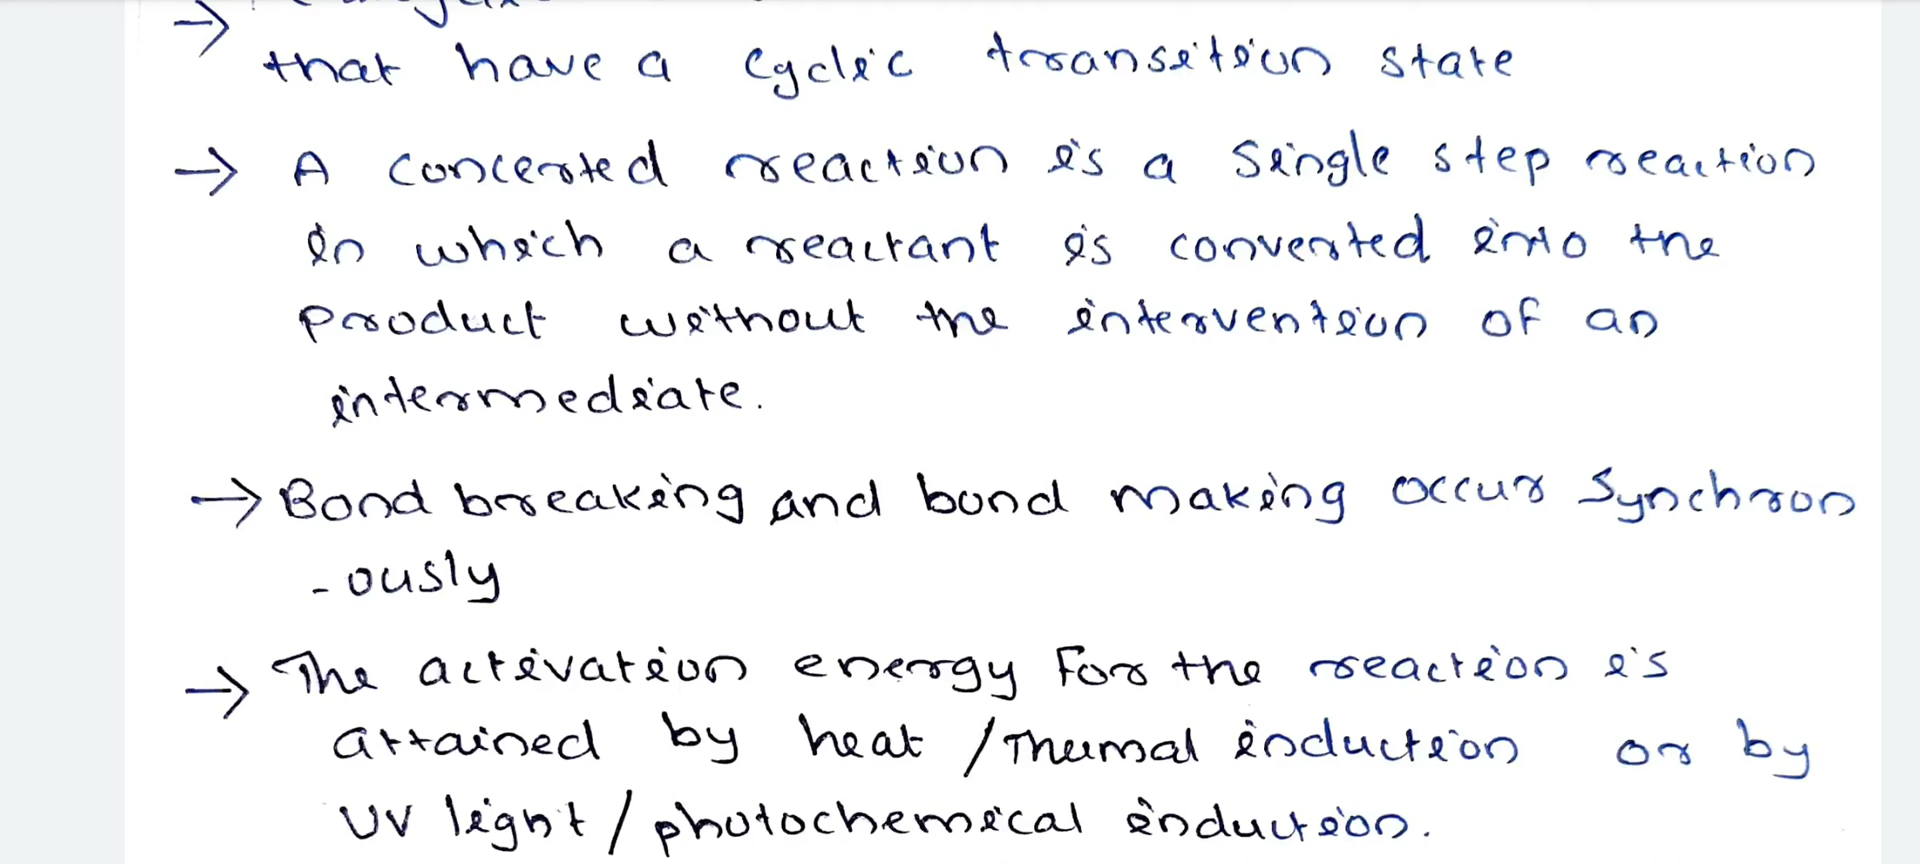 →
that have a cyclic transition state
→ A concerted reaction is a single step reaction
in which a reactant is converted into the
product without the intervention of an
intermediate.
→ Bond breaking and bond making occur Synchron
- ously
→ The activation energy For the reaction is
attained by heat / Thermal induction or by
UV light / photochemical induction.